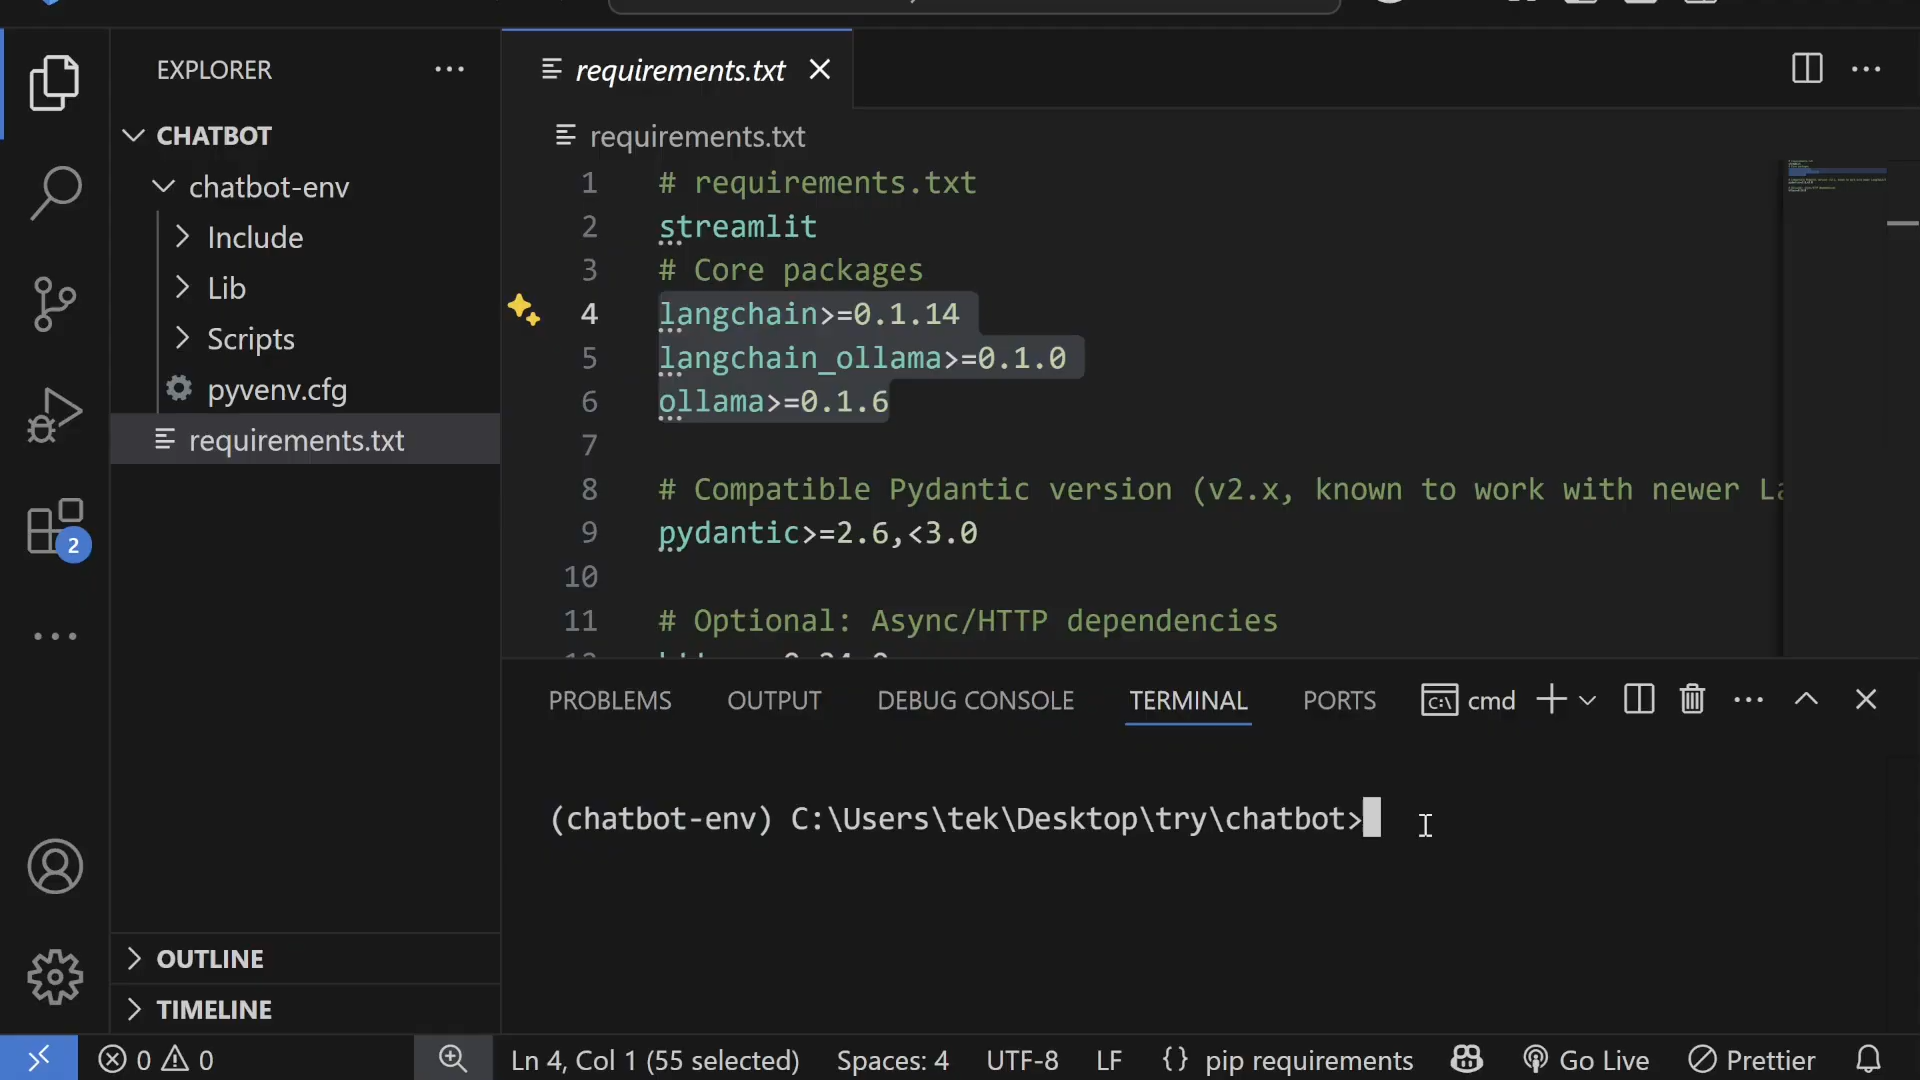 EXPLORER
CHATBOT
chatbot-env
Include
Lib
Scripts
pyvenv.cfg
requirements.txt
OUTLINE
TIMELINE
requirements.txt
requirements.txt
1 # requirements.txt
2 streamlit
3 # Core packages
4 langchain>=0.1.14
5 langchain_ollama>=0.1.0
6 ollama>=0.1.6
7
8 # Compatible Pydantic version (v2.x, known to work with newer La
9 pydantic>=2.6,<3.0
10
11 # Optional: Async/HTTP dependencies
PROBLEMS OUTPUT DEBUG CONSOLE TERMINAL PORTS cmd
(chatbot-env) C:\Users\tek\Desktop\try\chatbot>
2
0 0 Ln 4, Col 1 (55 selected) Spaces: 4 UTF-8 LF {} pip requirements Go Live Prettier